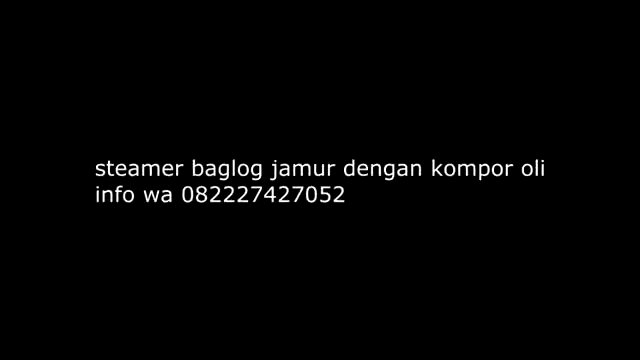 steamer baglog jamur dengan kompor oli
info wa 082227427052